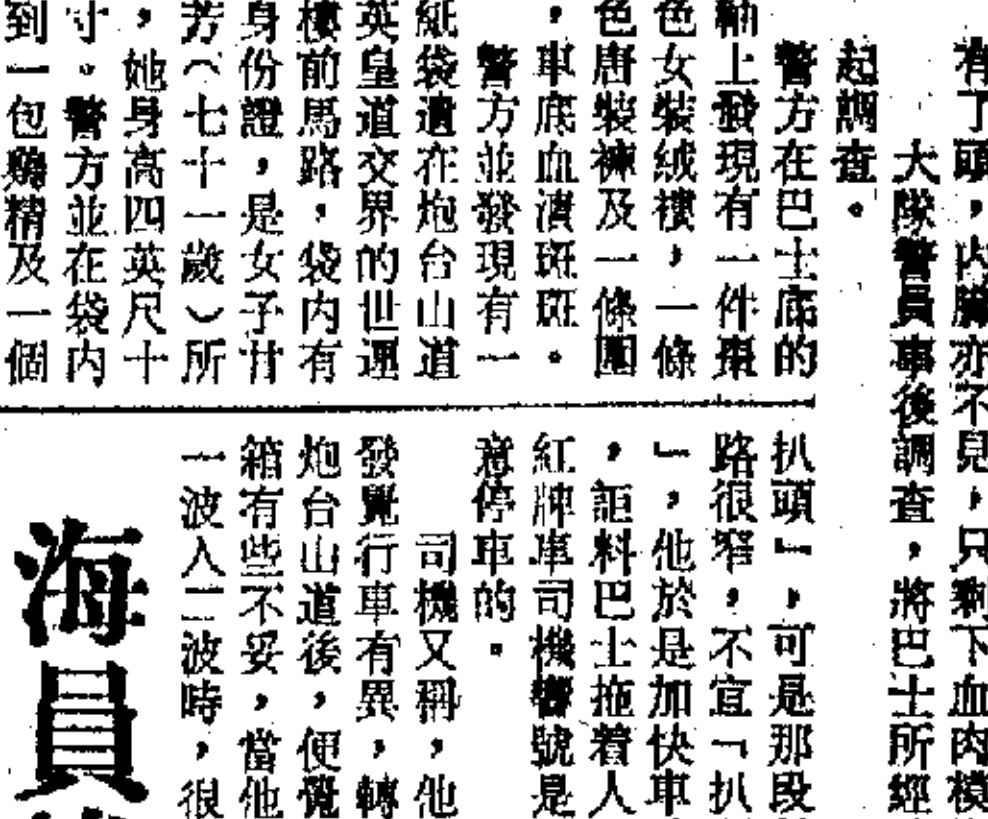 有了頭，內臟亦不見，只剩下血肉模
大隊警員事後調查，將巴士所經
起調查。
警方在巴士底的
軸上發現有一件棗
色女裝絨褸，一條
色唐裝褲及一條圍
，車底血漬斑斑。
警方並發現有一
紙袋遺在炮台山道
英皇道交界的世運
樓前馬路，袋內有
身份證，是女子甘
芳（七十一歲）所
，她身高四英尺十
寸。警方並在袋內
到一包雞精及一個
扒頭」，可是那段
路很窄，不宜「扒
」，他於是加快車
，詎料巴士拖着人
紅牌車司機響號是
意停車的。
司機又稱，他
發覺行車有異，轉
炮台山道後，便覺
箱有些不妥，當他
一波入二波時，很
海員